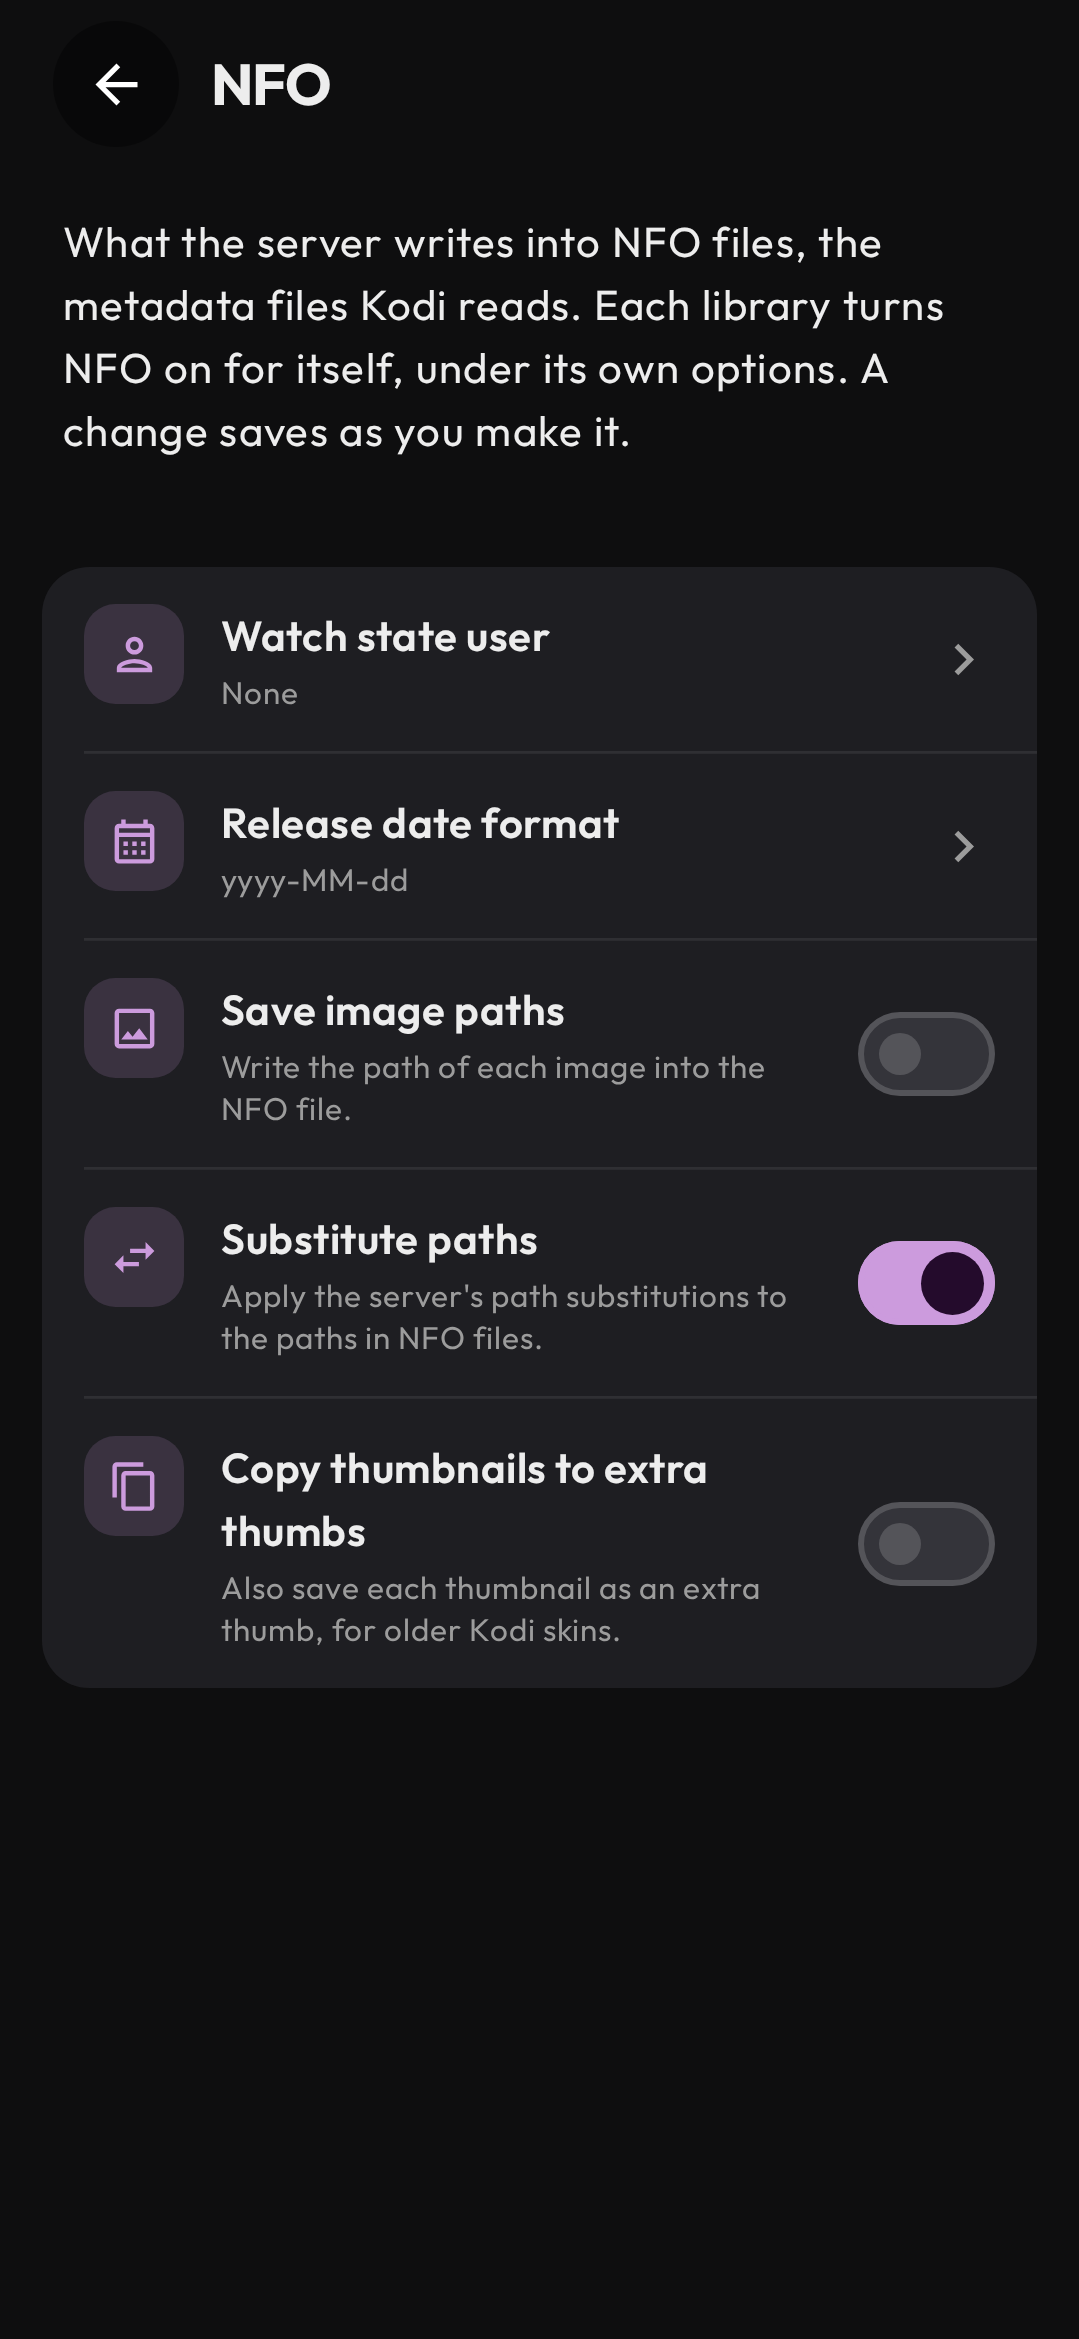 NFO
What the server writes into NFO files, the
metadata files Kodi reads. Each library turns
NFO on for itself, under its own options. A
change saves as you make it.
Watch state user
None
Release date format
yyyy-MM-dd
Save image paths
Write the path of each image into the
NFO file.
Substitute paths
Apply the server's path substitutions to
the paths in NFO files.
Copy thumbnails to extra
thumbs
Also save each thumbnail as an extra
thumb, for older Kodi skins.